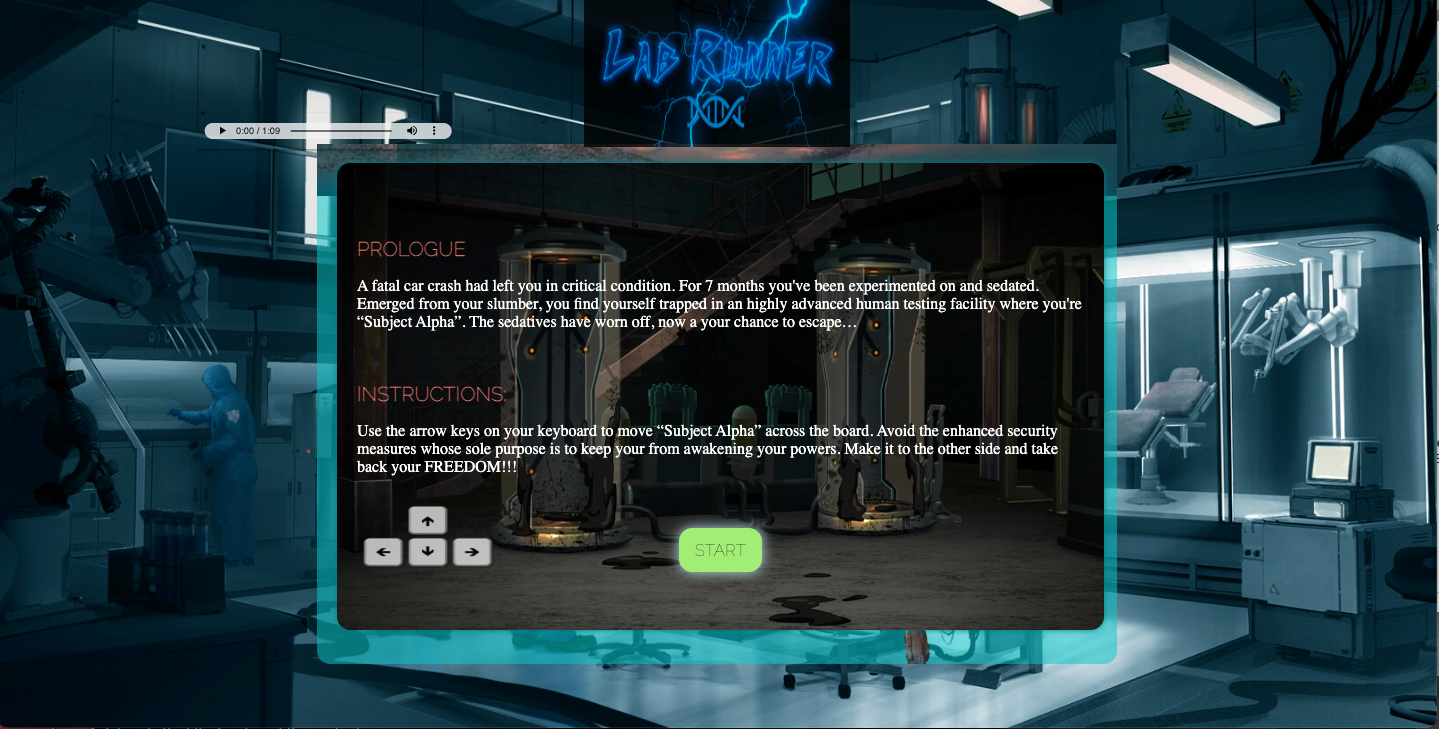 LAB RUNNER
0:00 / 1:09
PROLOGUE
A fatal car crash had left you in critical condition. For 7 months you've been experimented on and sedated.
Emerged from your slumber, you find yourself trapped in an highly advanced human testing facility where you're
“Subject Alpha”. The sedatives have worn off, now a your chance to escape…
INSTRUCTIONS:
Use the arrow keys on your keyboard to move “Subject Alpha” across the board. Avoid the enhanced security
measures whose sole purpose is to keep your from awakening your powers. Make it to the other side and take
back your FREEDOM!!!
START